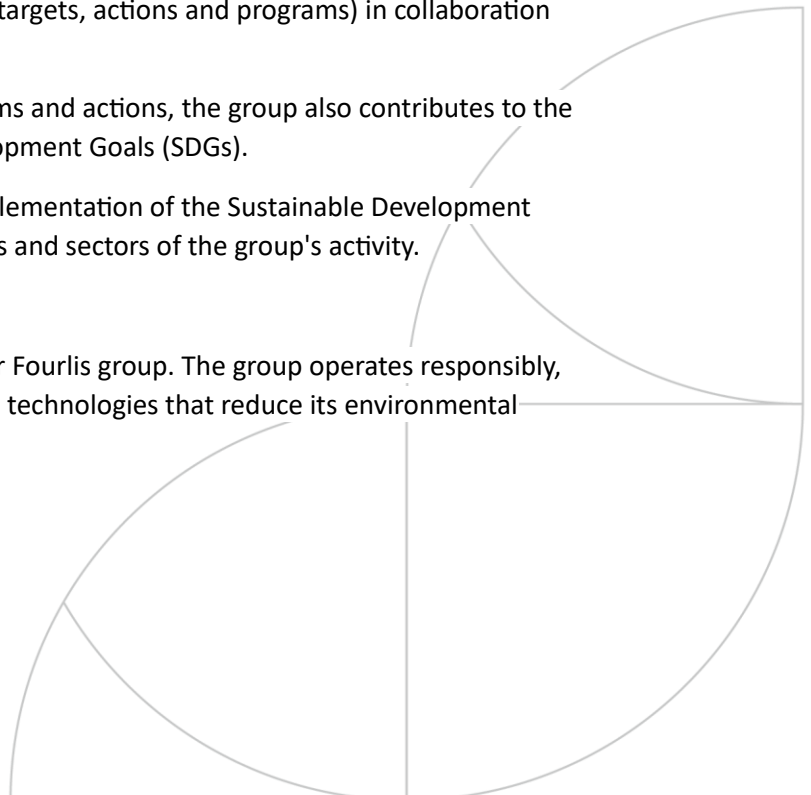 targets, actions and programs) in collaboration
ms and actions, the group also contributes to the
opment Goals (SDGs).
lementation of the Sustainable Development
s and sectors of the group's activity.
r Fourlis group. The group operates responsibly,
technologies that reduce its environmental